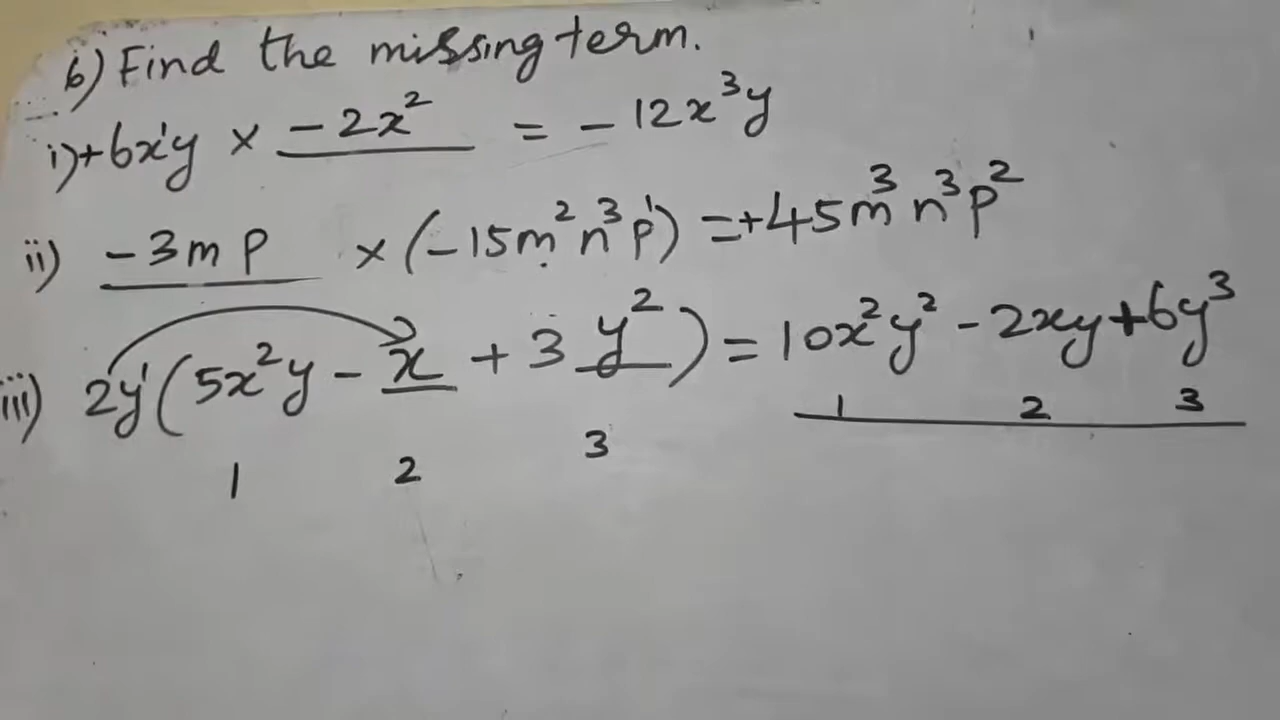 6) Find the missing term.
i) +6x¹y × -2x² = -12x³y
ii) -3mp × (-15m²n³p¹) = +45m³n³p²
iii) 2y¹(5x²y - x + 3y²) = 10x²y² - 2xy + 6y³
1 2 3
1 2 3